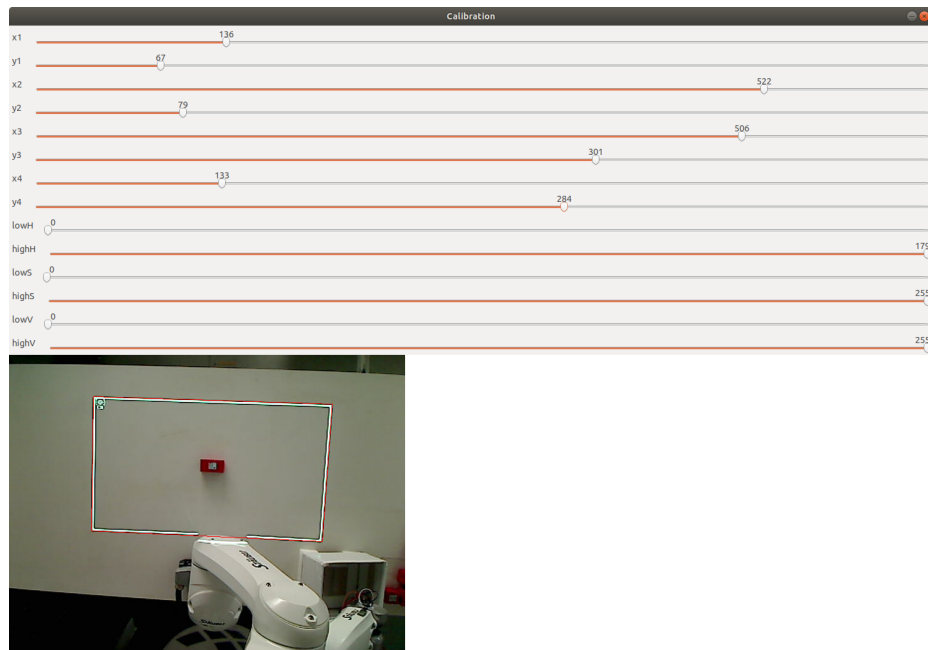 Calibration
x1 136
y1 67
x2 522
y2 79
x3 506
y3 301
x4 133
y4 284
lowH 0
highH 179
lowS 0
highS 255
lowV 0
highV 255
Stäubli